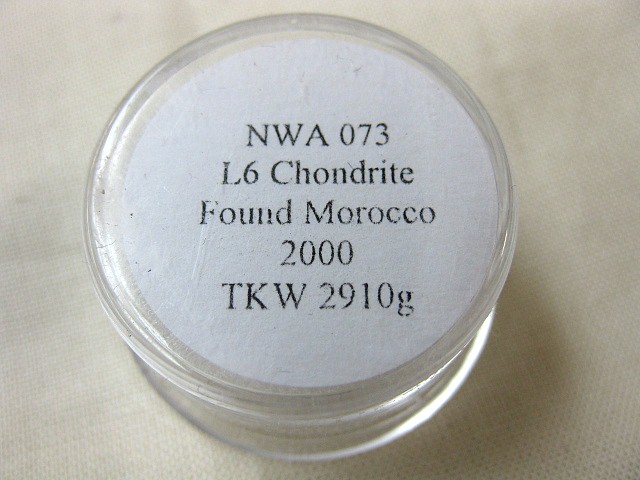 NWA 073
L6 Chondrite
Found Morocco
2000
TKW 2910g